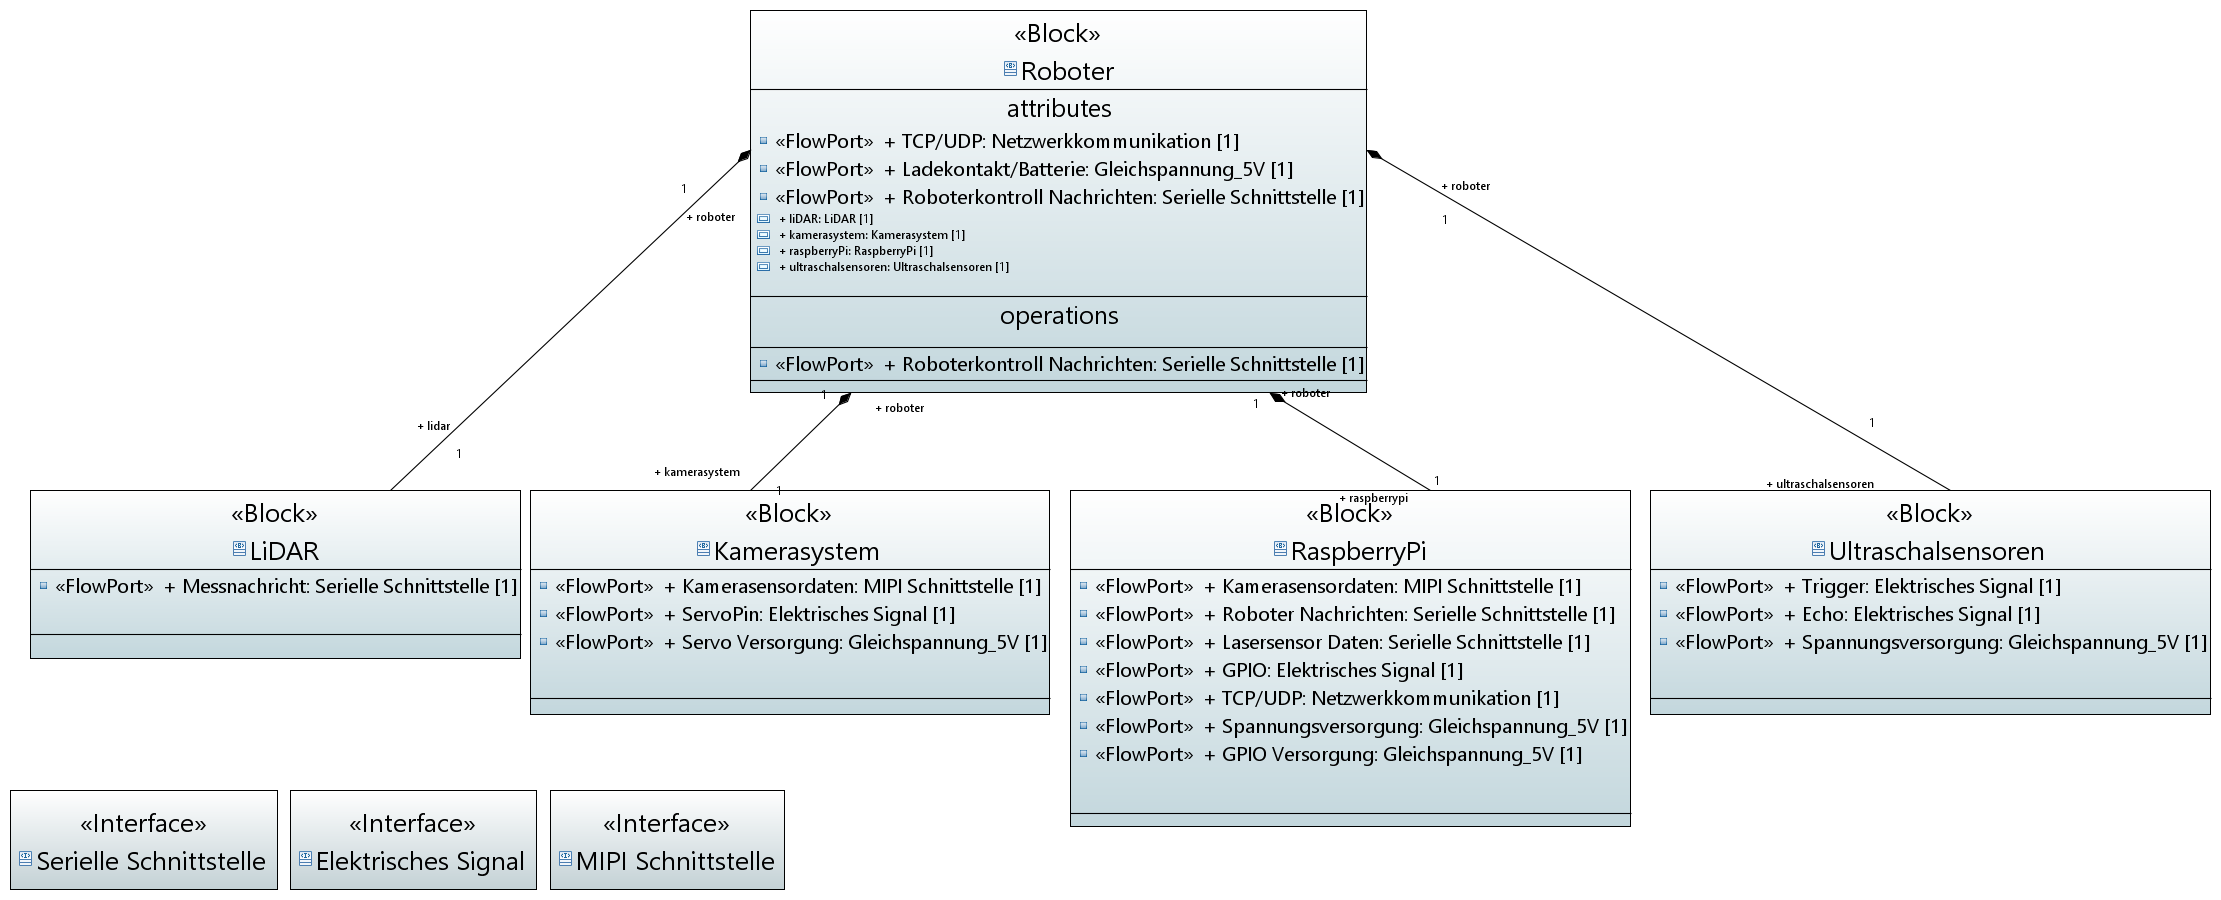 «Block»
Roboter
attributes
«FlowPort» + TCP/UDP: Netzwerkkommunikation [1]
«FlowPort» + Ladekontakt/Batterie: Gleichspannung_5V [1]
«FlowPort» + Roboterkontroll Nachrichten: Serielle Schnittstelle [1]
+ liDAR: LiDAR [1]
+ kamerasystem: Kamerasystem [1]
+ raspberryPi: RaspberryPi [1]
+ ultraschalsensoren: Ultraschalsensoren [1]
operations
«FlowPort» + Roboterkontroll Nachrichten: Serielle Schnittstelle [1]
1
+ roboter
+ lidar
1
1
+ roboter
+ kamerasystem
1
+ roboter
1
1
+ raspberrypi
+ roboter
1
1
+ ultraschalsensoren
«Block»
LiDAR
«FlowPort» + Messnachricht: Serielle Schnittstelle [1]
«Block»
Kamerasystem
«FlowPort» + Kamerasensordaten: MIPI Schnittstelle [1]
«FlowPort» + ServoPin: Elektrisches Signal [1]
«FlowPort» + Servo Versorgung: Gleichspannung_5V [1]
«Block»
RaspberryPi
«FlowPort» + Kamerasensordaten: MIPI Schnittstelle [1]
«FlowPort» + Roboter Nachrichten: Serielle Schnittstelle [1]
«FlowPort» + Lasersensor Daten: Serielle Schnittstelle [1]
«FlowPort» + GPIO: Elektrisches Signal [1]
«FlowPort» + TCP/UDP: Netzwerkkommunikation [1]
«FlowPort» + Spannungsversorgung: Gleichspannung_5V [1]
«FlowPort» + GPIO Versorgung: Gleichspannung_5V [1]
«Block»
Ultraschalsensoren
«FlowPort» + Trigger: Elektrisches Signal [1]
«FlowPort» + Echo: Elektrisches Signal [1]
«FlowPort» + Spannungsversorgung: Gleichspannung_5V [1]
«Interface»
Serielle Schnittstelle
«Interface»
Elektrisches Signal
«Interface»
MIPI Schnittstelle